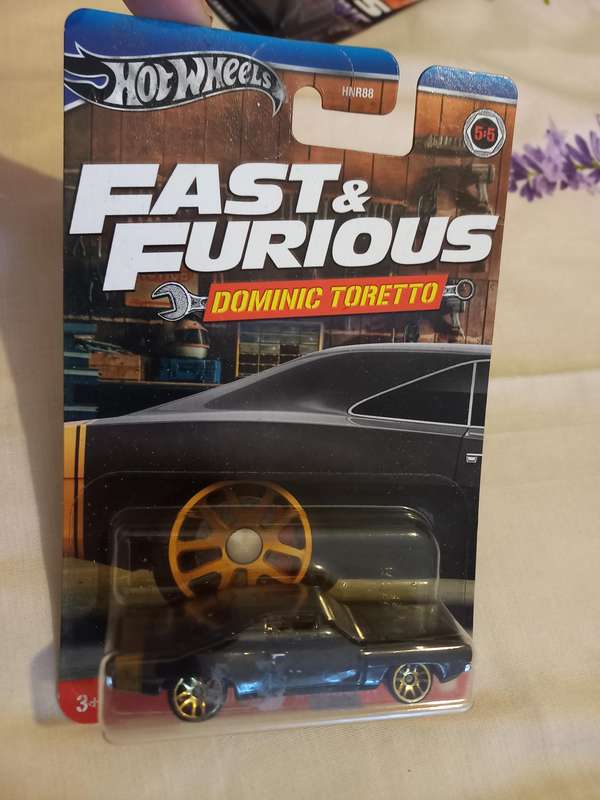 HOT WHEELS
HNR88
5:5
FAST &
FURIOUS
DOMINIC TORETTO
3+